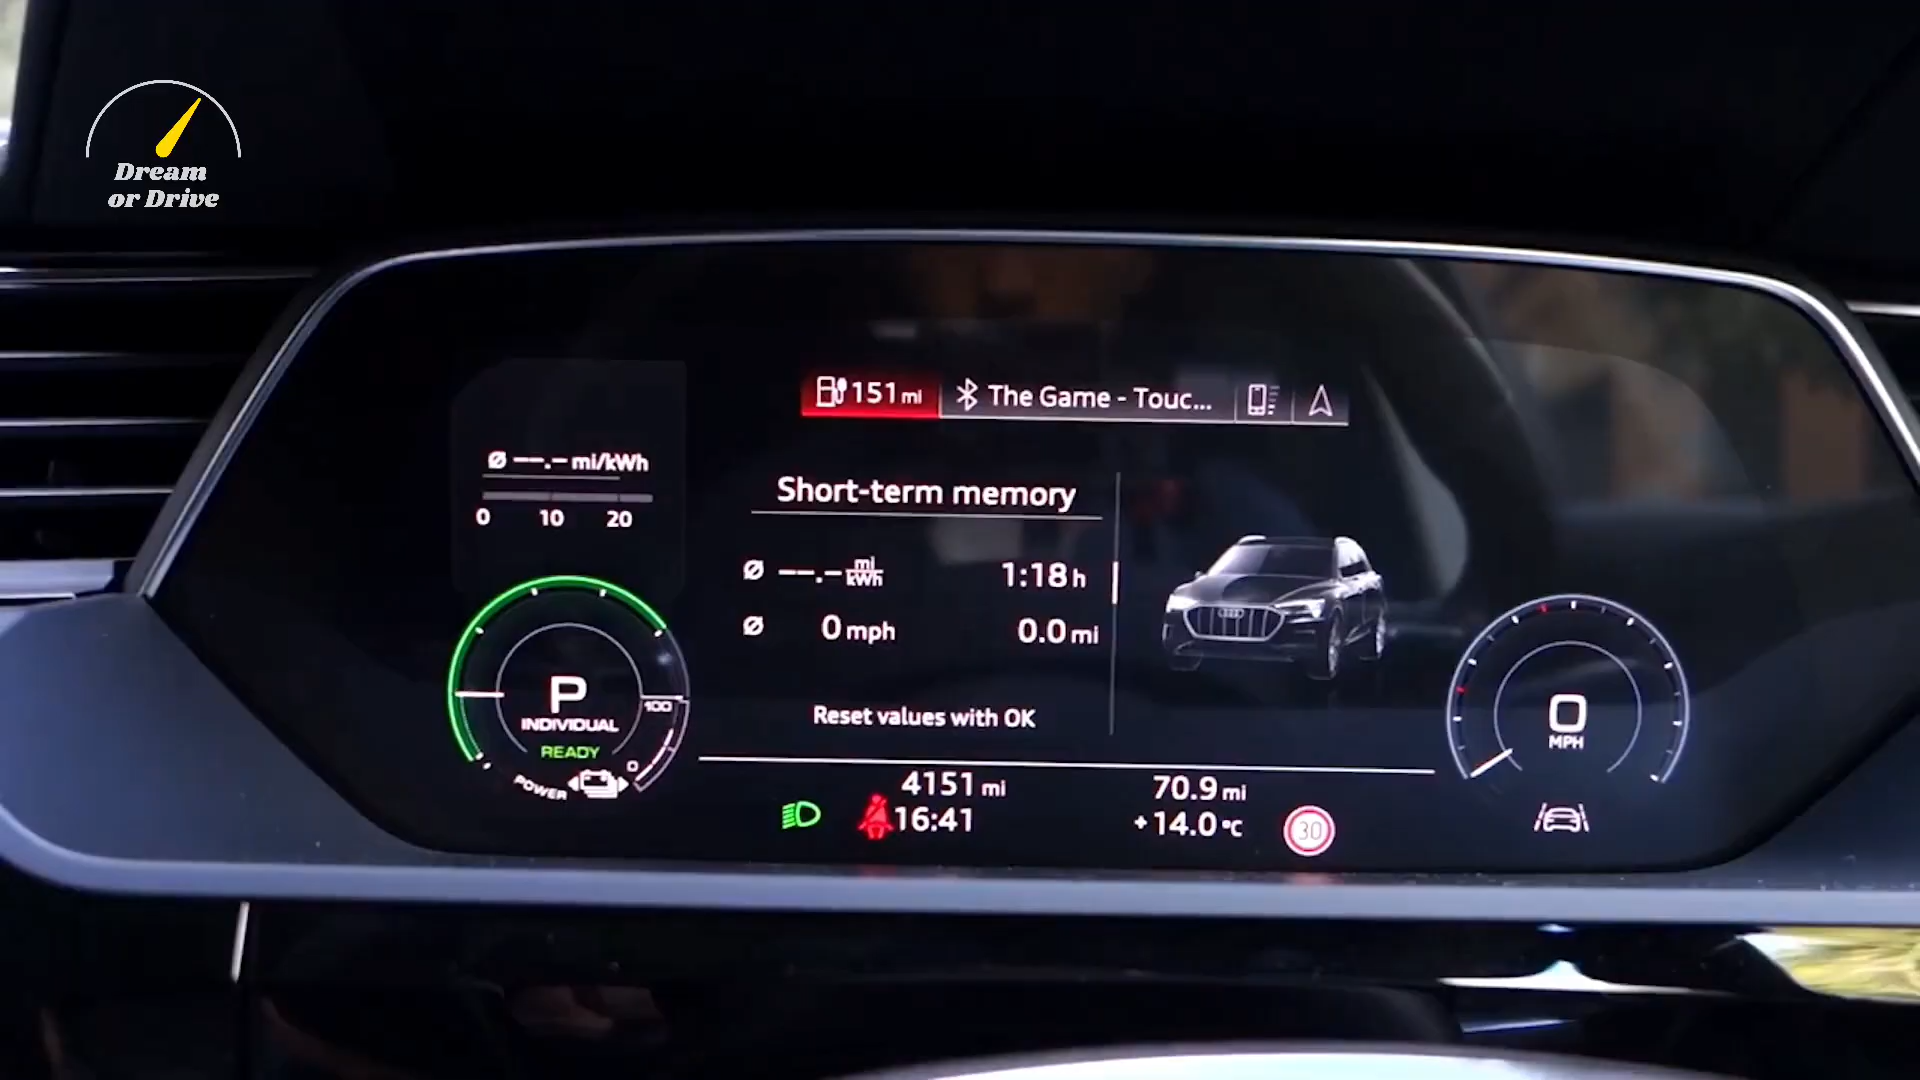 Dream
or Drive
151 mi
The Game - Touc...
Ø --.- mi/kWh
0 10 20
Short-term memory
Ø --.- mi/kWh 1:18 h
Ø 0 mph 0.0 mi
Reset values with OK
P
INDIVIDUAL
READY
100
0
POWER
0
MPH
4151 mi 70.9 mi
16:41 +14.0 °C
30